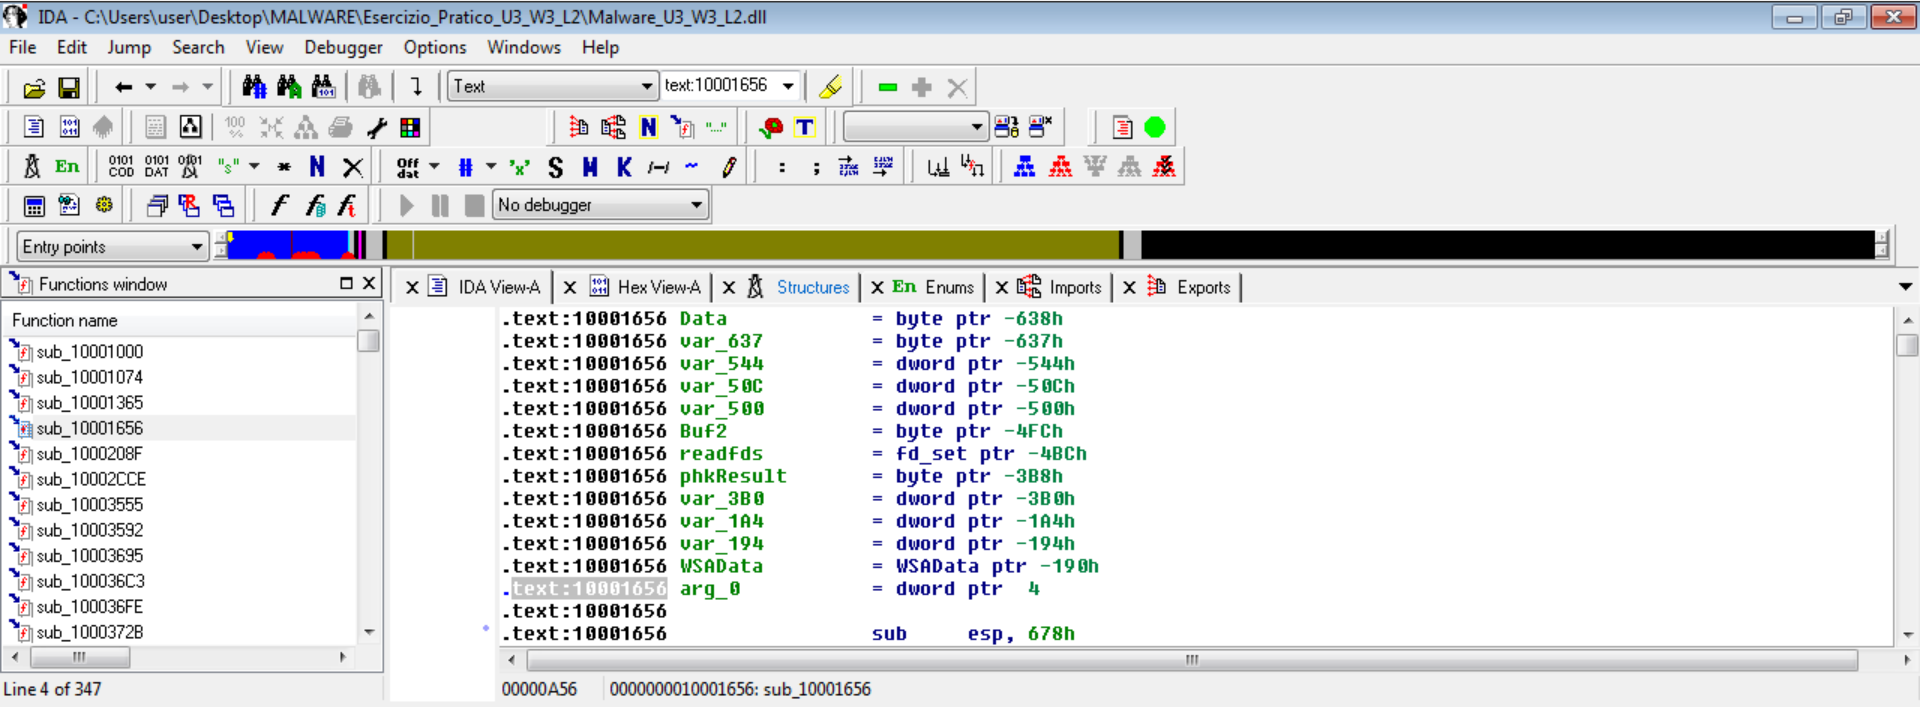 IDA - C:\Users\user\Desktop\MALWARE\Esercizio_Pratico_U3_W3_L2\Malware_U3_W3_L2.dll
File Edit Jump Search View Debugger Options Windows Help
Text text:10001656
En
No debugger
Entry points
Functions window
IDA View-A Hex View-A Structures En Enums Imports Exports
Function name
sub_10001000
sub_10001074
sub_10001365
sub_10001656
sub_1000208F
sub_10002CCE
sub_10003555
sub_10003592
sub_10003695
sub_100036C3
sub_100036FE
sub_1000372B
.text:10001656 Data = byte ptr -638h
.text:10001656 var_637 = byte ptr -637h
.text:10001656 var_544 = dword ptr -544h
.text:10001656 var_50C = dword ptr -50Ch
.text:10001656 var_500 = dword ptr -500h
.text:10001656 Buf2 = byte ptr -4FCh
.text:10001656 readfds = fd_set ptr -4BCh
.text:10001656 phkResult = byte ptr -3B8h
.text:10001656 var_3B0 = dword ptr -3B0h
.text:10001656 var_1A4 = dword ptr -1A4h
.text:10001656 var_194 = dword ptr -194h
.text:10001656 WSAData = WSAData ptr -190h
.text:10001656 arg_0 = dword ptr 4
.text:10001656
.text:10001656 sub esp, 678h
Line 4 of 347
00000A56 0000000010001656: sub_10001656